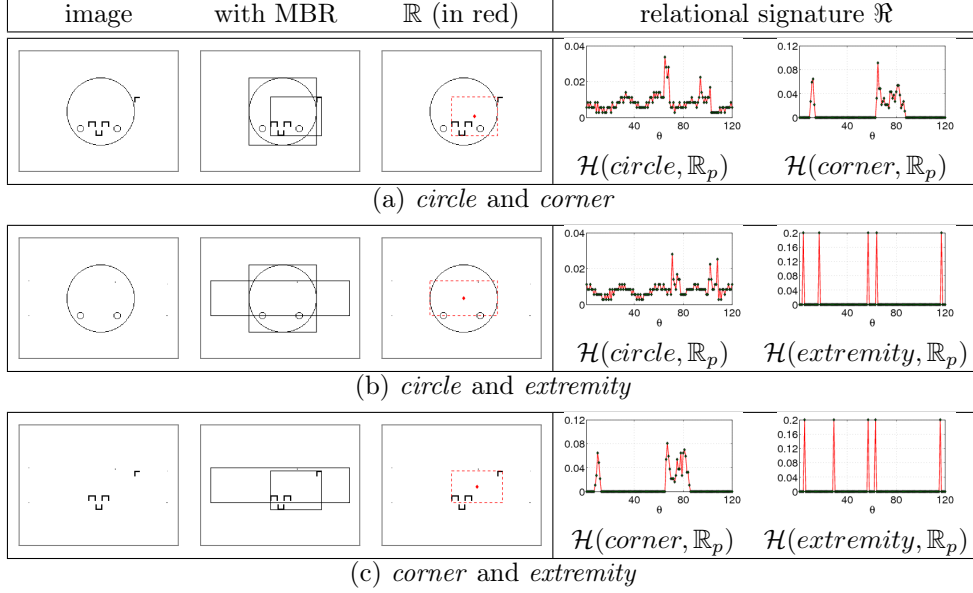 image with MBR ℝ (in red) relational signature ℜ
0.04 0.02 0 40 80 120 θ
0.12 0.08 0.04 0 40 80 120 θ
ℋ(circle, ℝp) ℋ(corner, ℝp)
(a) circle and corner
0.04 0.02 0 40 80 120 θ
0.2 0.16 0.12 0.08 0.04 0 40 80 120 θ
ℋ(circle, ℝp) ℋ(extremity, ℝp)
(b) circle and extremity
0.12 0.08 0.04 0 40 80 120 θ
0.2 0.16 0.12 0.08 0.04 0 40 80 120 θ
ℋ(corner, ℝp) ℋ(extremity, ℝp)
(c) corner and extremity